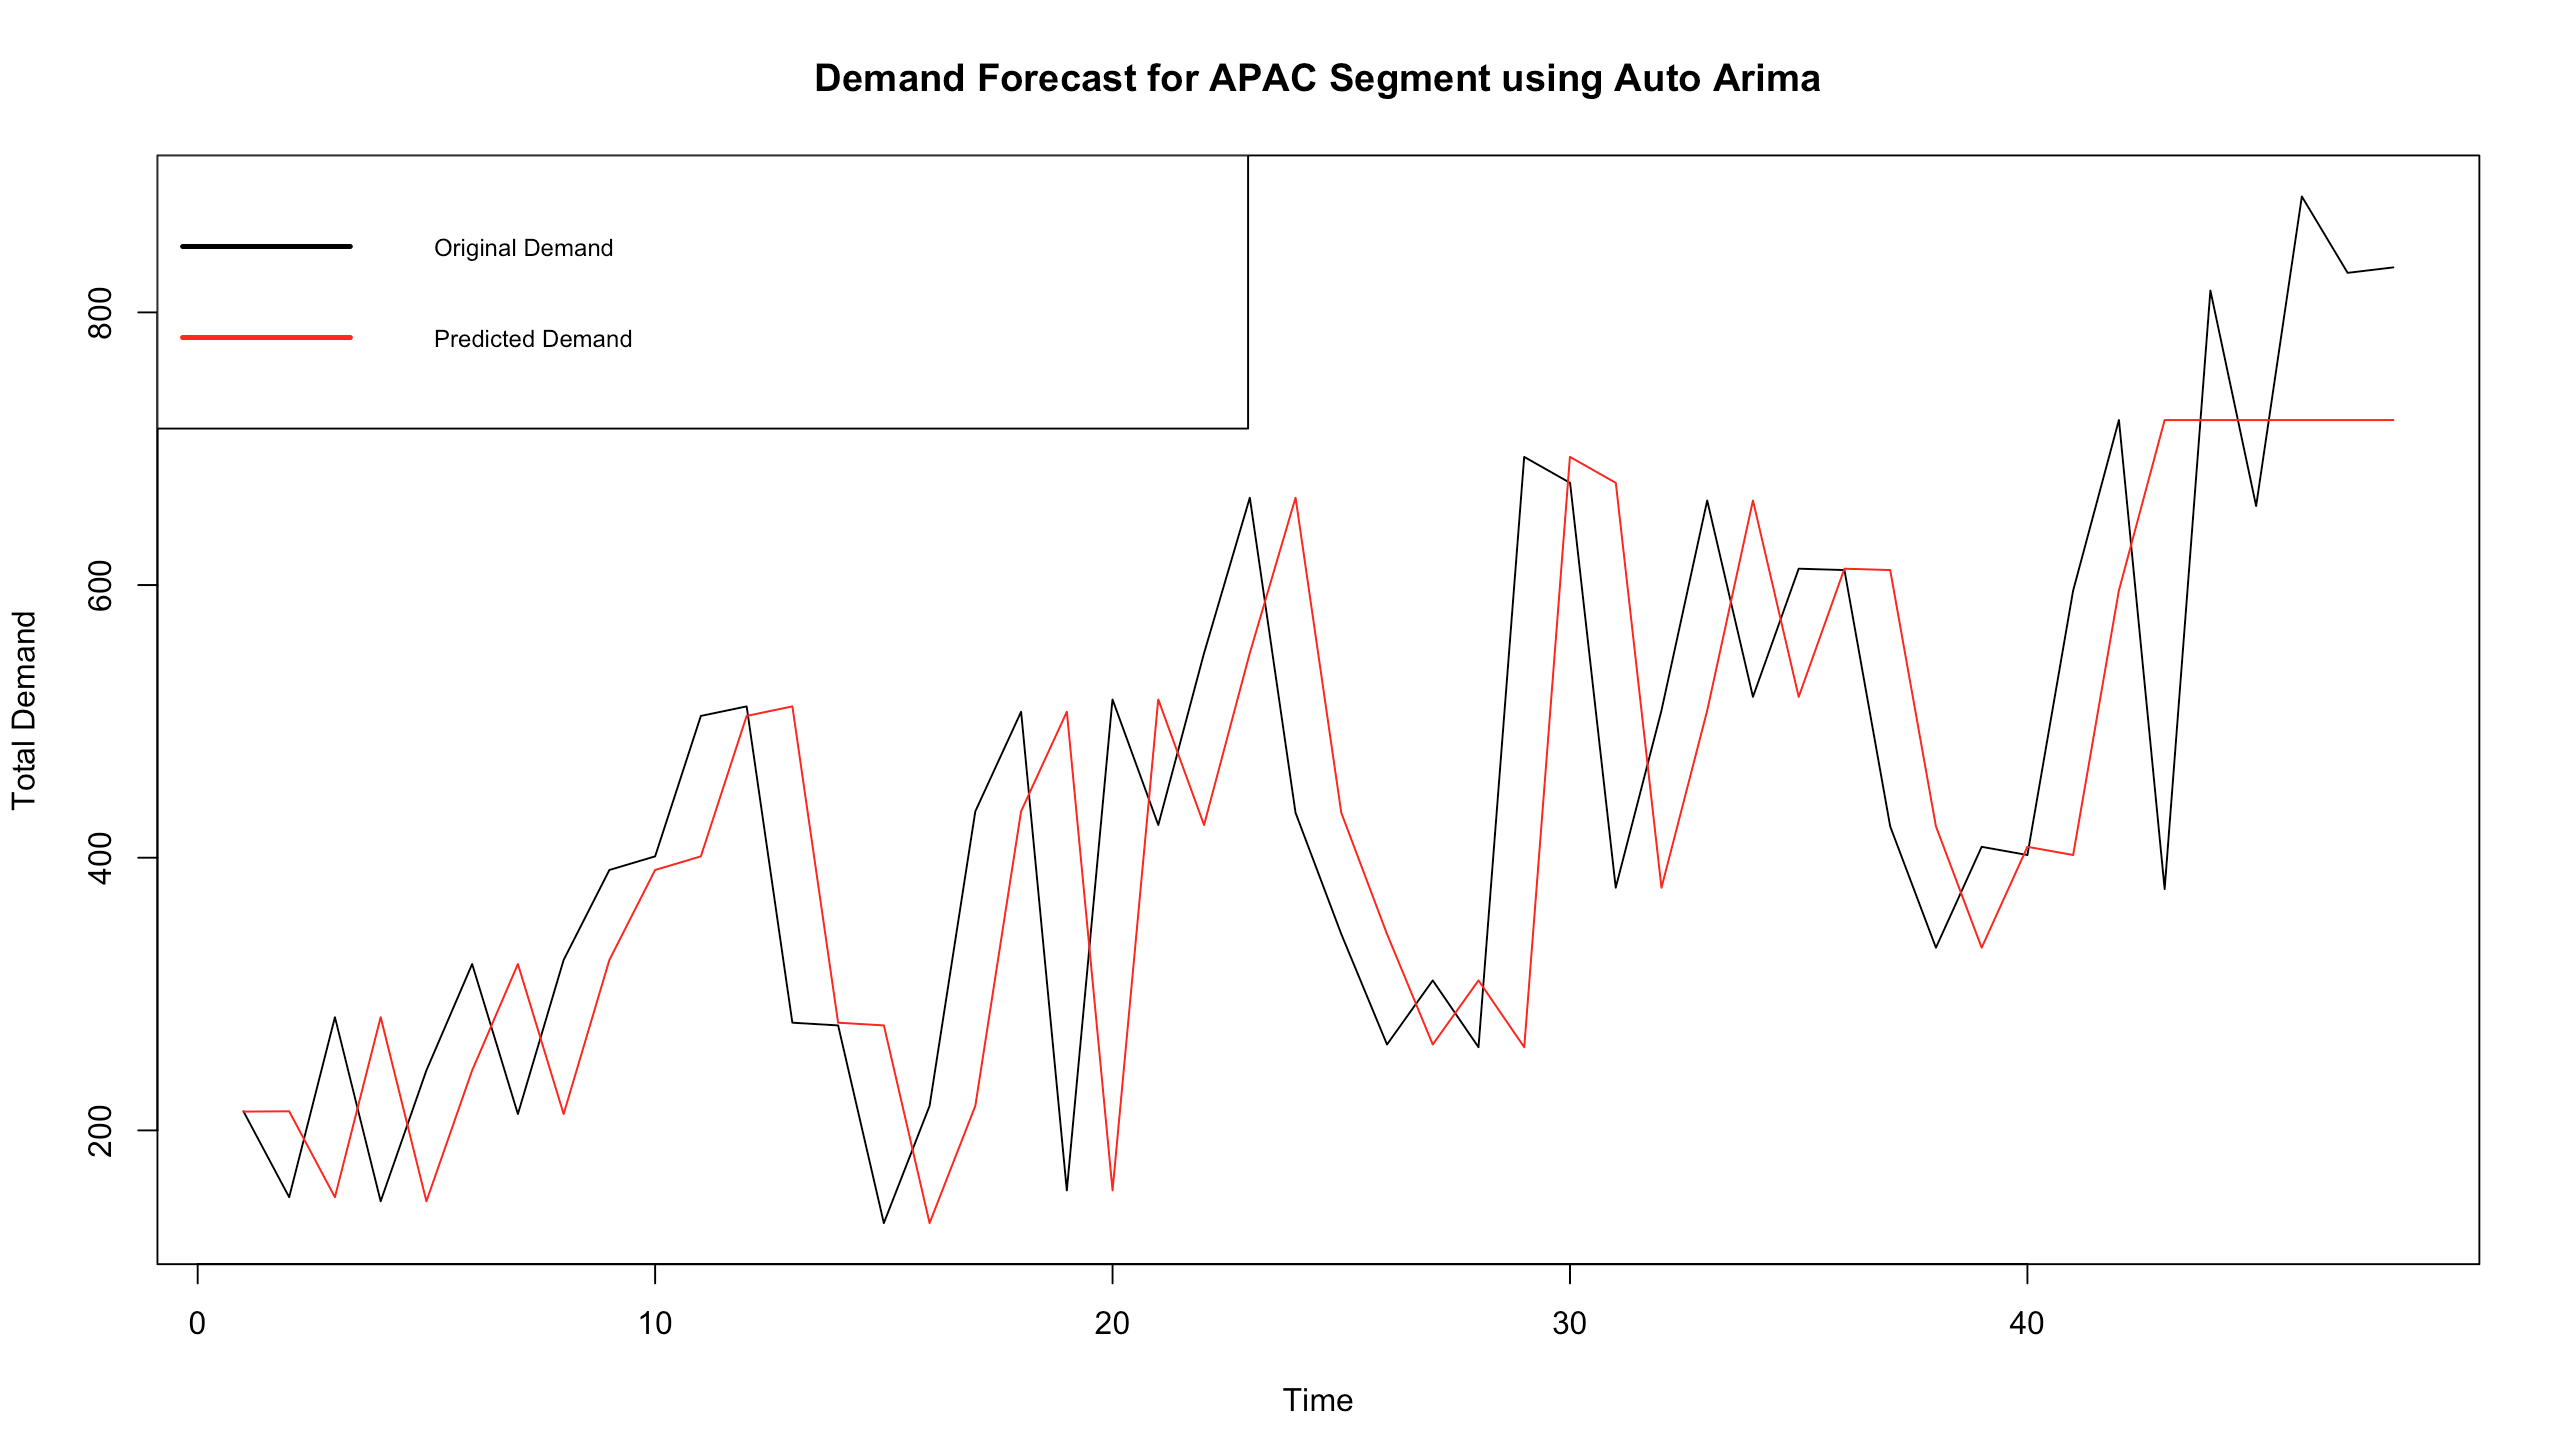 Demand Forecast for APAC Segment using Auto Arima
Original Demand
Predicted Demand
Total Demand
800
600
400
200
0 10 20 30 40
Time